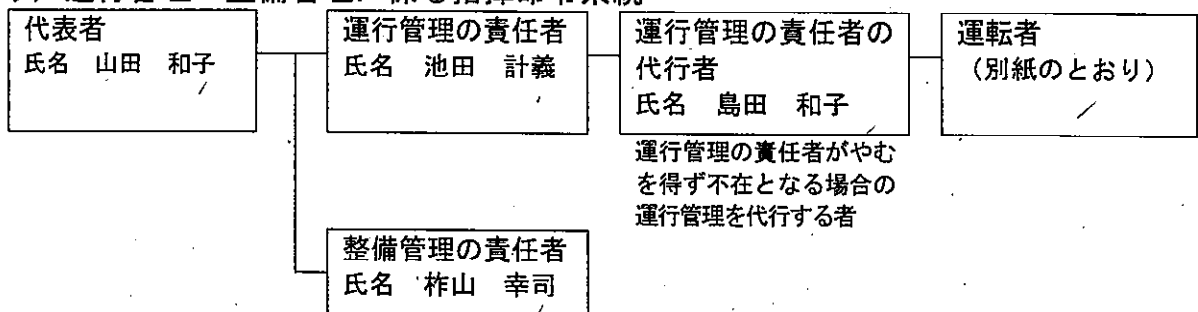 代表者
氏名 山田 和子
運行管理の責任者
氏名 池田 計義
運行管理の責任者の
代行者
氏名 島田 和子
運転者
（別紙のとおり）
運行管理の責任者がやむ
を得ず不在となる場合の
運行管理を代行する者
整備管理の責任者
氏名 柞山 幸司